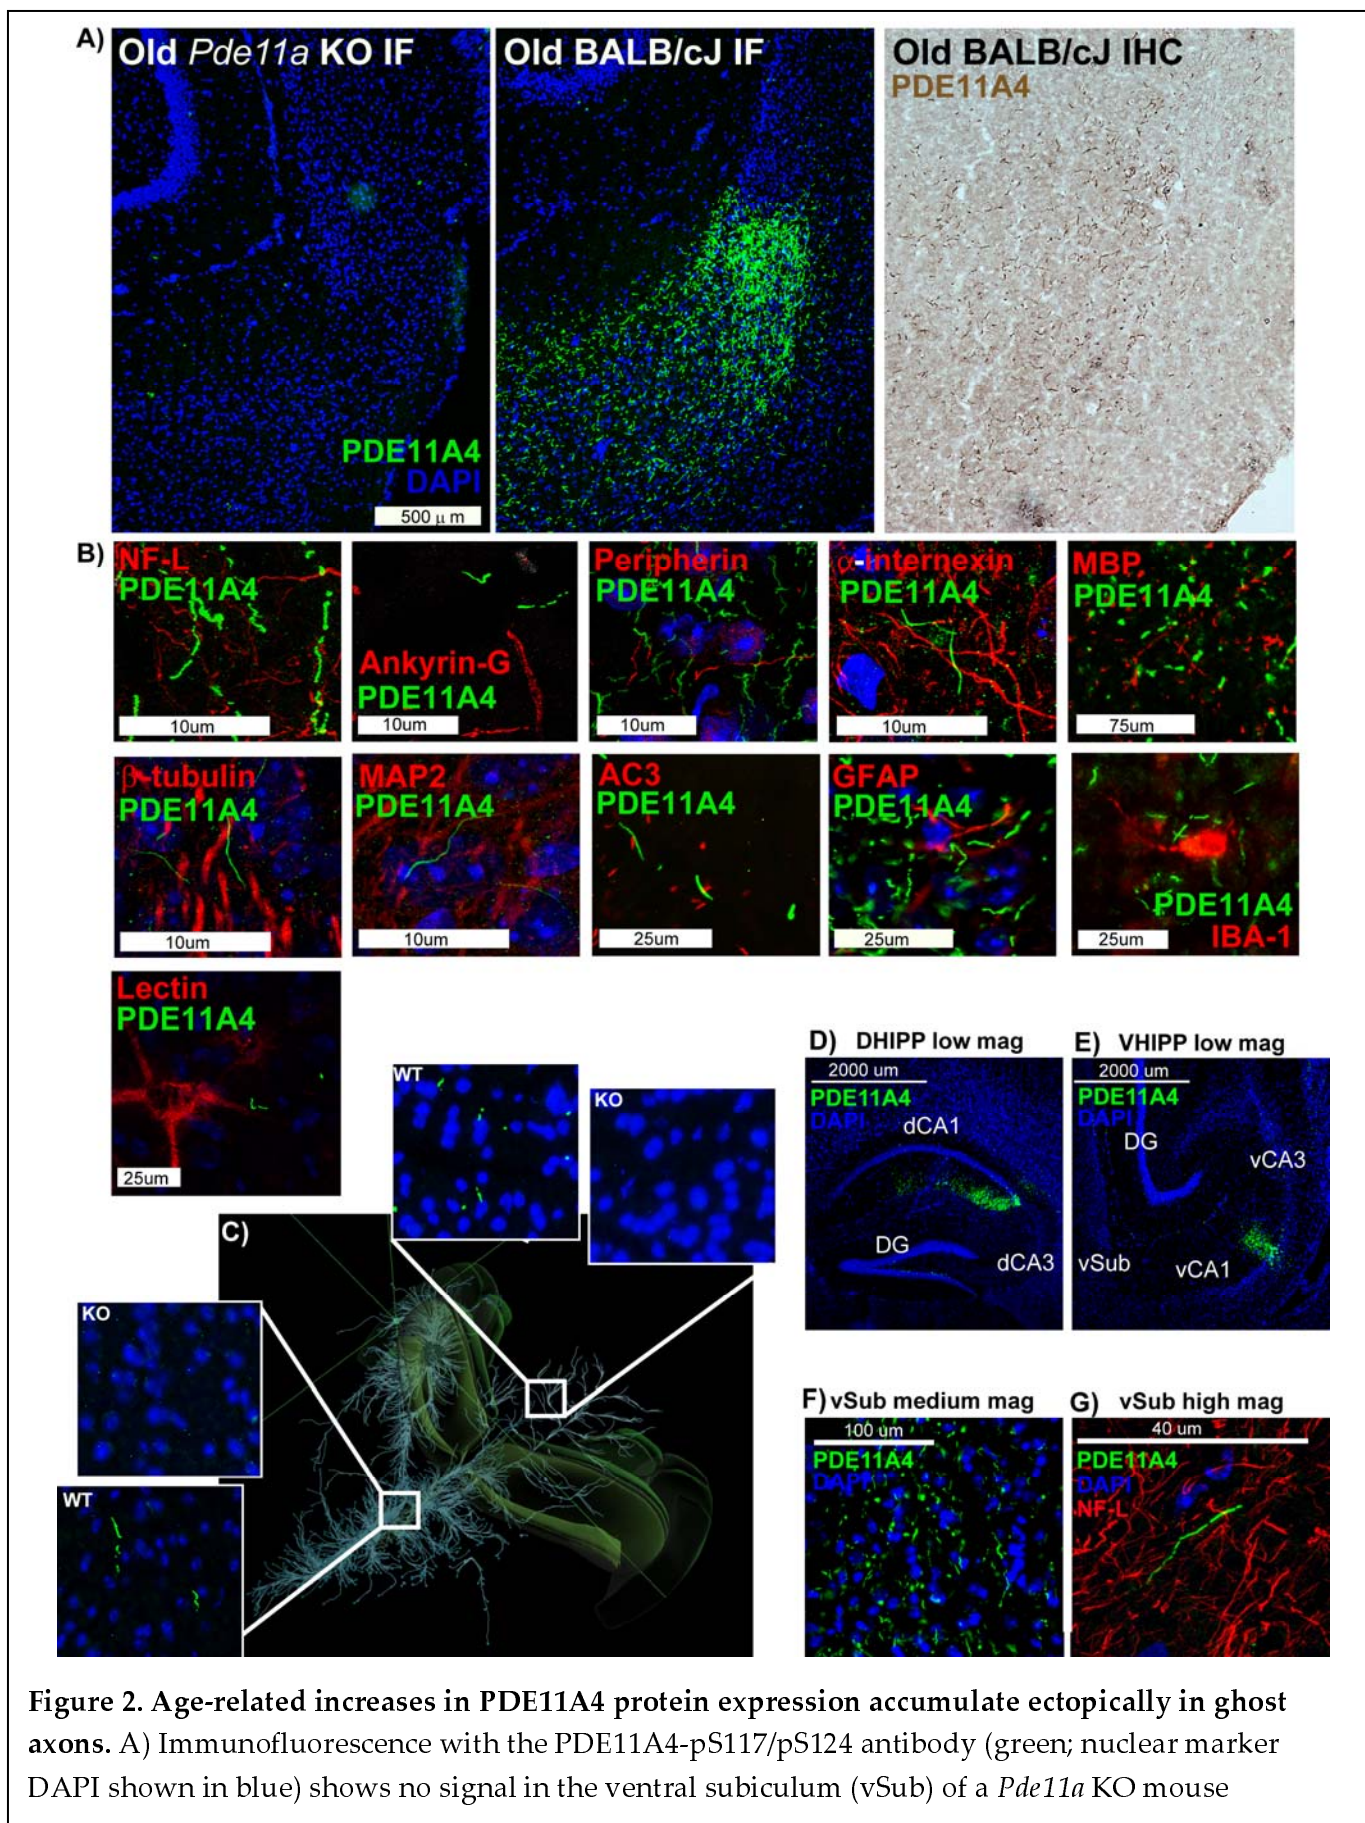 A)
Old Pde11a KO IF
PDE11A4
DAPI
500 μ m
Old BALB/cJ IF
Old BALB/cJ IHC
PDE11A4
B)
NF-L
PDE11A4
10um
Ankyrin-G
PDE11A4
10um
Peripherin
PDE11A4
10um
α-internexin
PDE11A4
10um
MBP
PDE11A4
75um
β-tubulin
PDE11A4
10um
MAP2
PDE11A4
10um
AC3
PDE11A4
25um
GFAP
PDE11A4
25um
PDE11A4
IBA-1
25um
Lectin
PDE11A4
25um
C)
WT
KO
KO
WT
D) DHIPP low mag
2000 um
PDE11A4
DAPI
dCA1
DG
dCA3
E) VHIPP low mag
2000 um
PDE11A4
DAPI
DG
vCA3
vSub
vCA1
F) vSub medium mag
100 um
PDE11A4
DAPI
G) vSub high mag
40 um
PDE11A4
DAPI
NF-L
Figure 2. Age-related increases in PDE11A4 protein expression accumulate ectopically in ghost
axons. A) Immunofluorescence with the PDE11A4-pS117/pS124 antibody (green; nuclear marker
DAPI shown in blue) shows no signal in the ventral subiculum (vSub) of a Pde11a KO mouse